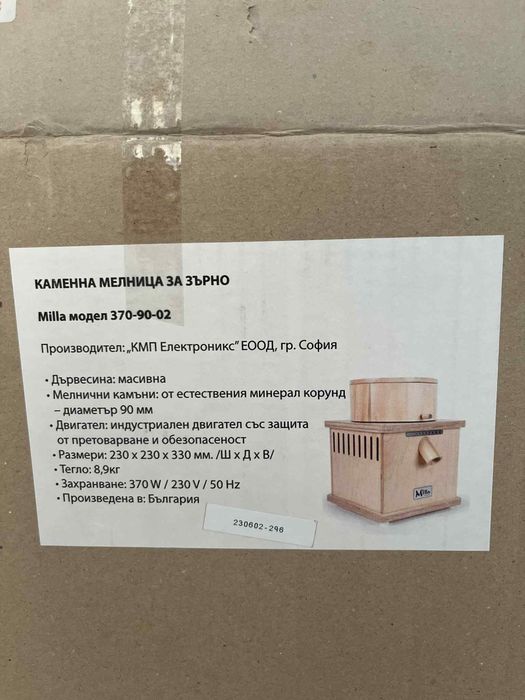 КАМЕННА МЕЛНИЦА ЗА ЗЪРНО
Milla модел 370-90-02
Производител: „КМП Електроникс" ЕООД, гр. София
• Дървесина: масивна
• Мелнични камъни: от естествения минерал корунд
– диаметър 90 мм
• Двигател: индустриален двигател със защита
от претоварване и обезопасеност
• Размери: 230 x 230 x 330 мм. /Ш x Д x В/
• Тегло: 8,9кг
• Захранване: 370 W / 230 V / 50 Hz
• Произведена в: България
Milla
230602-296